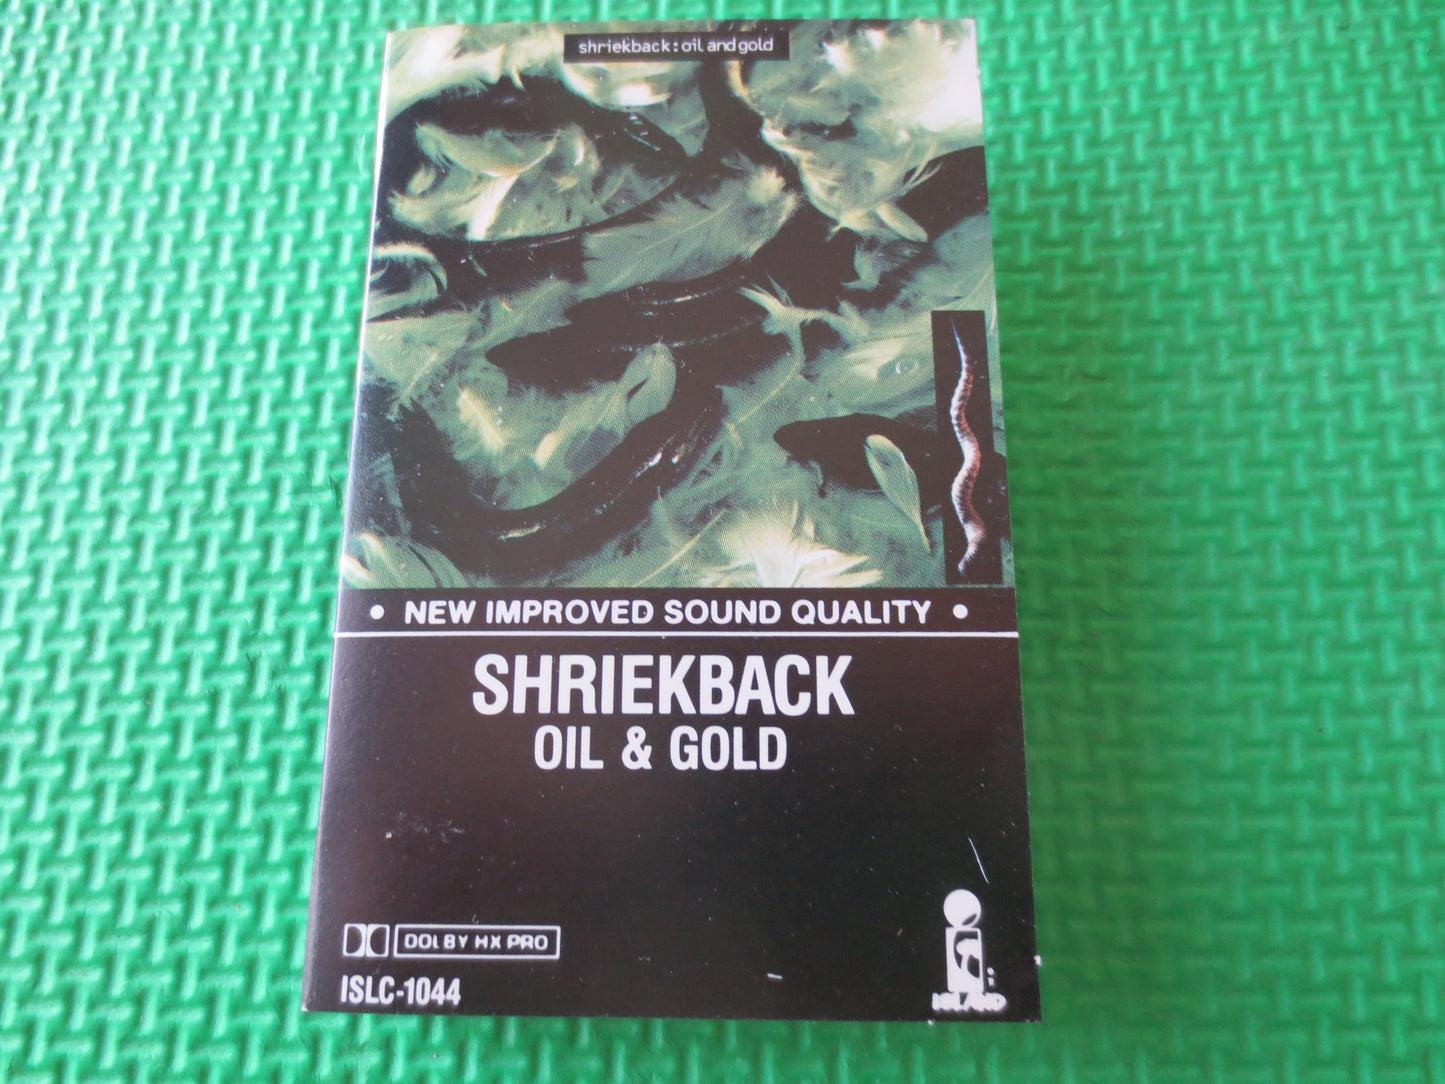 shriekback: oil and gold
• NEW IMPROVED SOUND QUALITY •
SHRIEKBACK
OIL & GOLD
DOLBY HX PRO
ISLC-1044
ISLAND